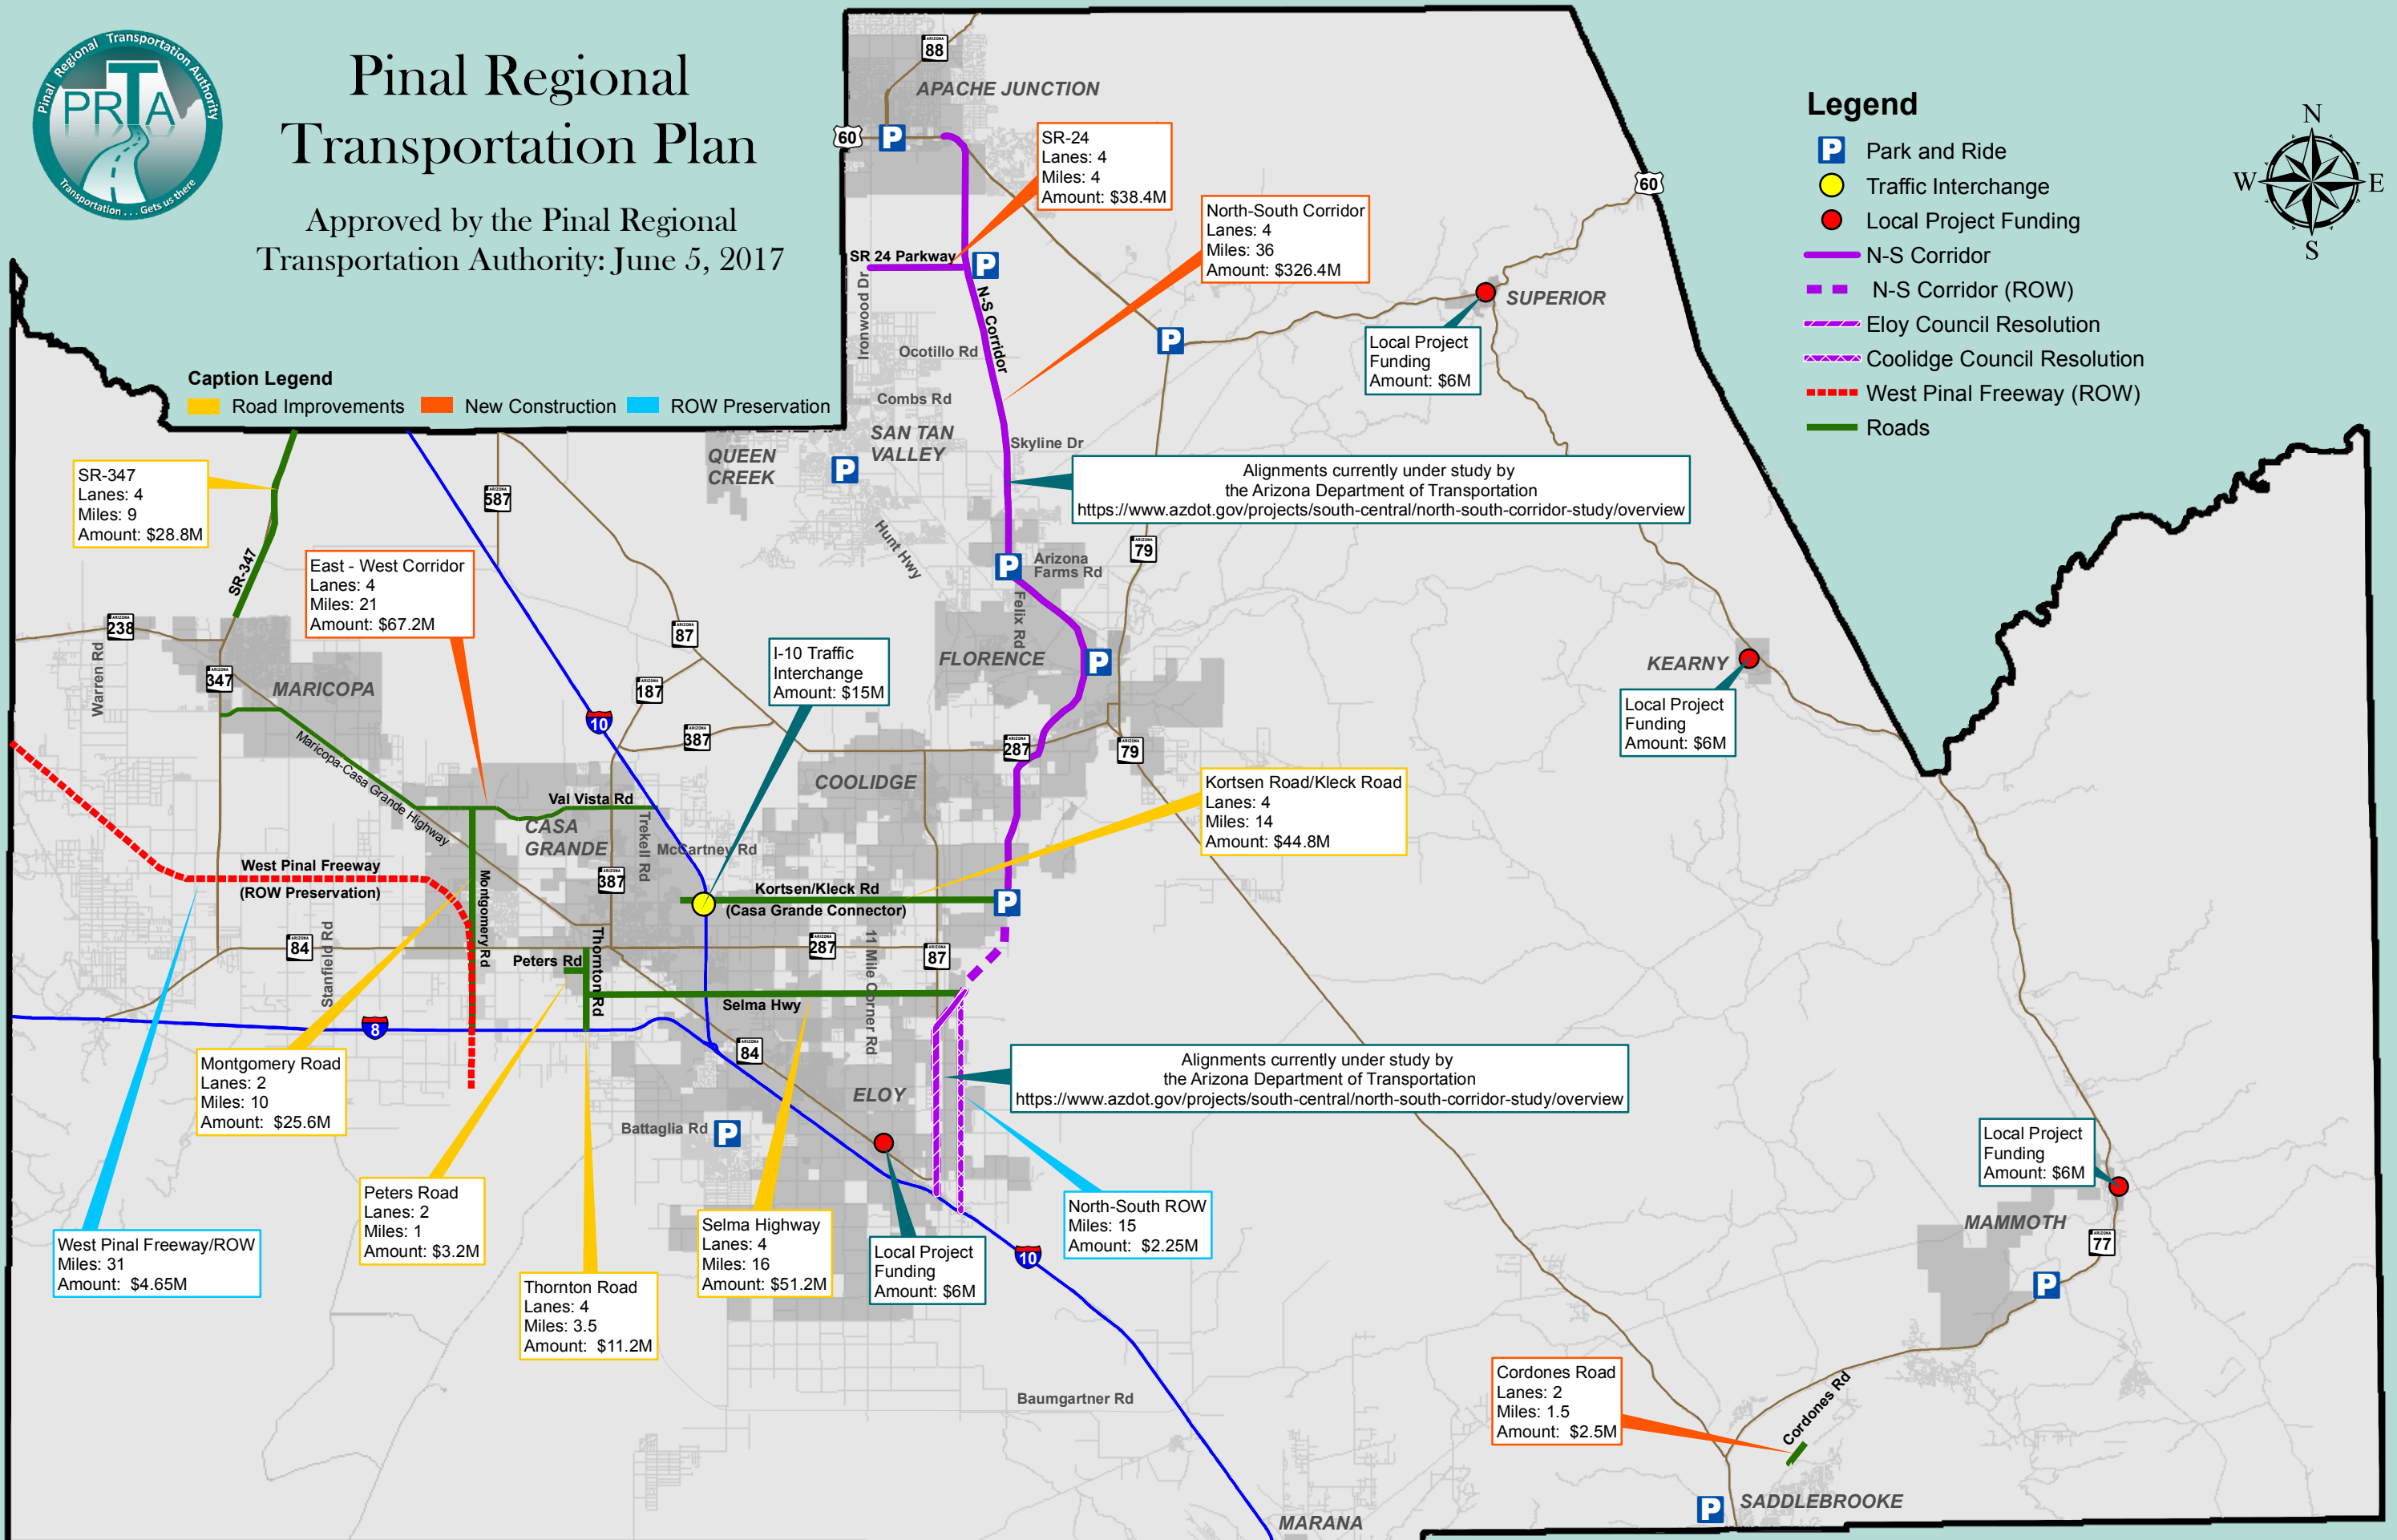 Pinal Regional Transportation Authority
PRTA
Transportation . . . Gets us there
Pinal Regional
Transportation Plan
Approved by the Pinal Regional
Transportation Authority: June 5, 2017
Legend
P Park and Ride
Traffic Interchange
Local Project Funding
N-S Corridor
N-S Corridor (ROW)
Eloy Council Resolution
Coolidge Council Resolution
West Pinal Freeway (ROW)
Roads
N
W
E
S
Caption Legend
Road Improvements
New Construction
ROW Preservation
ARIZONA
88
APACHE JUNCTION
60
P
SR-24
Lanes: 4
Miles: 4
Amount: $38.4M
60
North-South Corridor
Lanes: 4
Miles: 36
Amount: $326.4M
SR 24 Parkway
P
Ironwood Dr
N-S Corridor
SUPERIOR
P
Local Project
Funding
Amount: $6M
Ocotillo Rd
Combs Rd
SAN TAN
VALLEY
Skyline Dr
QUEEN
CREEK
P
Alignments currently under study by
the Arizona Department of Transportation
https://www.azdot.gov/projects/south-central/north-south-corridor-study/overview
SR-347
Lanes: 4
Miles: 9
Amount: $28.8M
ARIZONA
587
Hunt Hwy
SR-347
East - West Corridor
Lanes: 4
Miles: 21
Amount: $67.2M
P
Arizona
Farms Rd
ARIZONA
79
Felix Rd
ARIZONA
238
Warren Rd
ARIZONA
87
FLORENCE
P
I-10 Traffic
Interchange
Amount: $15M
KEARNY
Local Project
Funding
Amount: $6M
ARIZONA
347
MARICOPA
ARIZONA
187
10
ARIZONA
387
ARIZONA
287
ARIZONA
79
Maricopa-Casa Grande Highway
COOLIDGE
Kortsen Road/Kleck Road
Lanes: 4
Miles: 14
Amount: $44.8M
Val Vista Rd
CASA
GRANDE
Trekell Rd
McCartney Rd
West Pinal Freeway
(ROW Preservation)
Montgomery Rd
ARIZONA
387
Kortsen/Kleck Rd
(Casa Grande Connector)
P
Stanfield Rd
ARIZONA
84
Peters Rd
Thornton Rd
ARIZONA
287
11 Mile Corner Rd
ARIZONA
87
Selma Hwy
8
ARIZONA
84
Montgomery Road
Lanes: 2
Miles: 10
Amount: $25.6M
ELOY
Alignments currently under study by
the Arizona Department of Transportation
https://www.azdot.gov/projects/south-central/north-south-corridor-study/overview
Battaglia Rd
P
Local Project
Funding
Amount: $6M
MAMMOTH
ARIZONA
77
P
Peters Road
Lanes: 2
Miles: 1
Amount: $3.2M
West Pinal Freeway/ROW
Miles: 31
Amount: $4.65M
Selma Highway
Lanes: 4
Miles: 16
Amount: $51.2M
Local Project
Funding
Amount: $6M
North-South ROW
Miles: 15
Amount: $2.25M
10
Thornton Road
Lanes: 4
Miles: 3.5
Amount: $11.2M
Baumgartner Rd
Cordones Road
Lanes: 2
Miles: 1.5
Amount: $2.5M
Cordones Rd
P
SADDLEBROOKE
MARANA